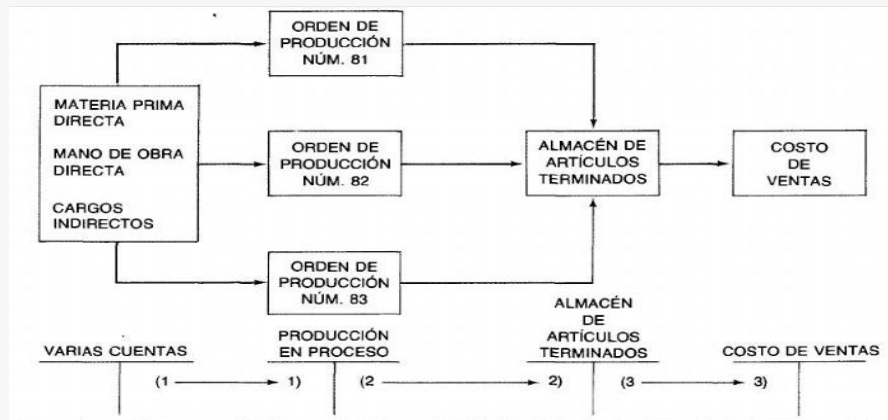 ORDEN DE
PRODUCCIÓN
NÚM. 81
MATERIA PRIMA
DIRECTA
MANO DE OBRA
DIRECTA
CARGOS
INDIRECTOS
ORDEN DE
PRODUCCIÓN
NÚM. 82
ALMACÉN DE
ARTÍCULOS
TERMINADOS
COSTO
DE
VENTAS
ORDEN DE
PRODUCCIÓN
NÚM. 83
VARIAS CUENTAS
PRODUCCIÓN
EN PROCESO
ALMACÉN
DE
ARTÍCULOS
TERMINADOS
COSTO DE VENTAS
(1 1) (2 2) (3 3)